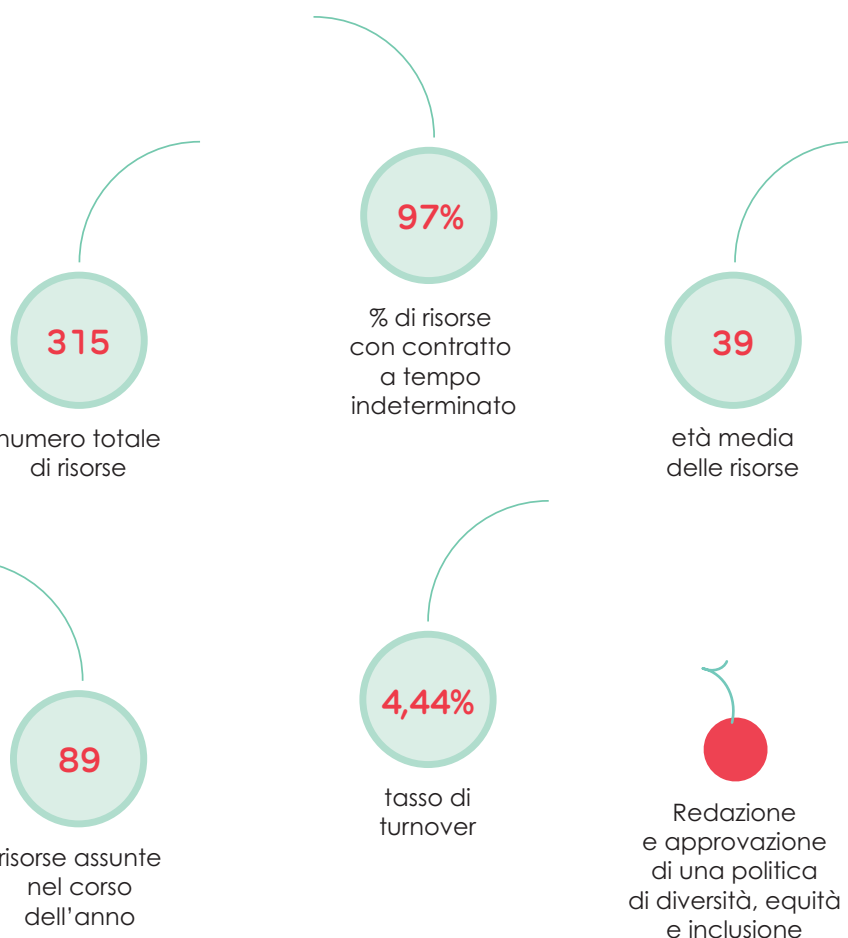 97%
% di risorse
con contratto
a tempo
indeterminato
315
numero totale
di risorse
39
età media
delle risorse
89
risorse assunte
nel corso
dell'anno
4,44%
tasso di
turnover
Redazione
e approvazione
di una politica
di diversità, equità
e inclusione